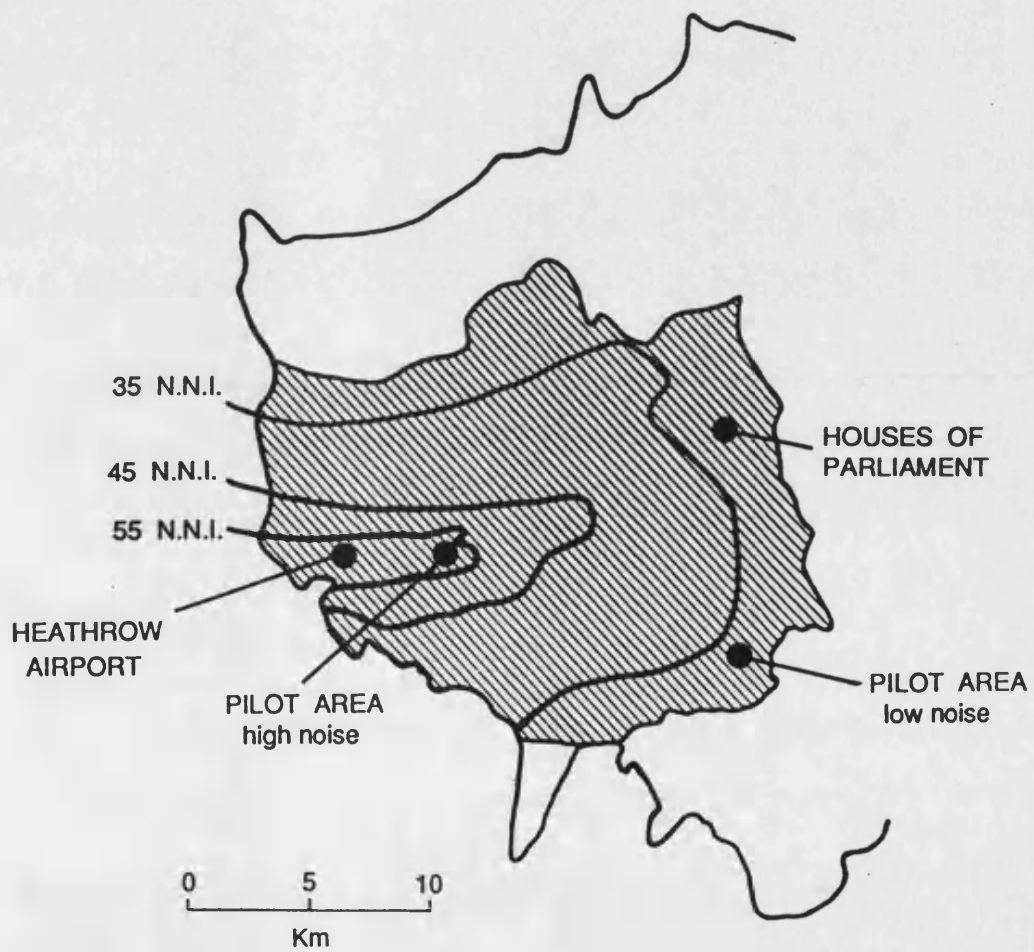 35 N.N.I.
45 N.N.I.
55 N.N.I.
HOUSES OF
PARLIAMENT
HEATHROW
AIRPORT
PILOT AREA
high noise
PILOT AREA
low noise
0 5 10
Km